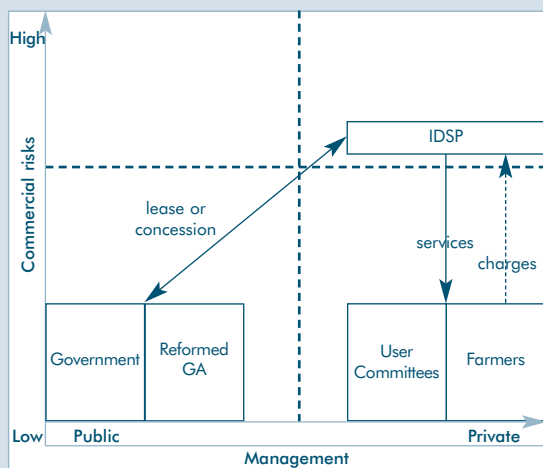 High
Commercial risks
IDSP
lease or
concession
services
charges
Government
Reformed
GA
User
Committees
Farmers
Low
Public
Private
Management